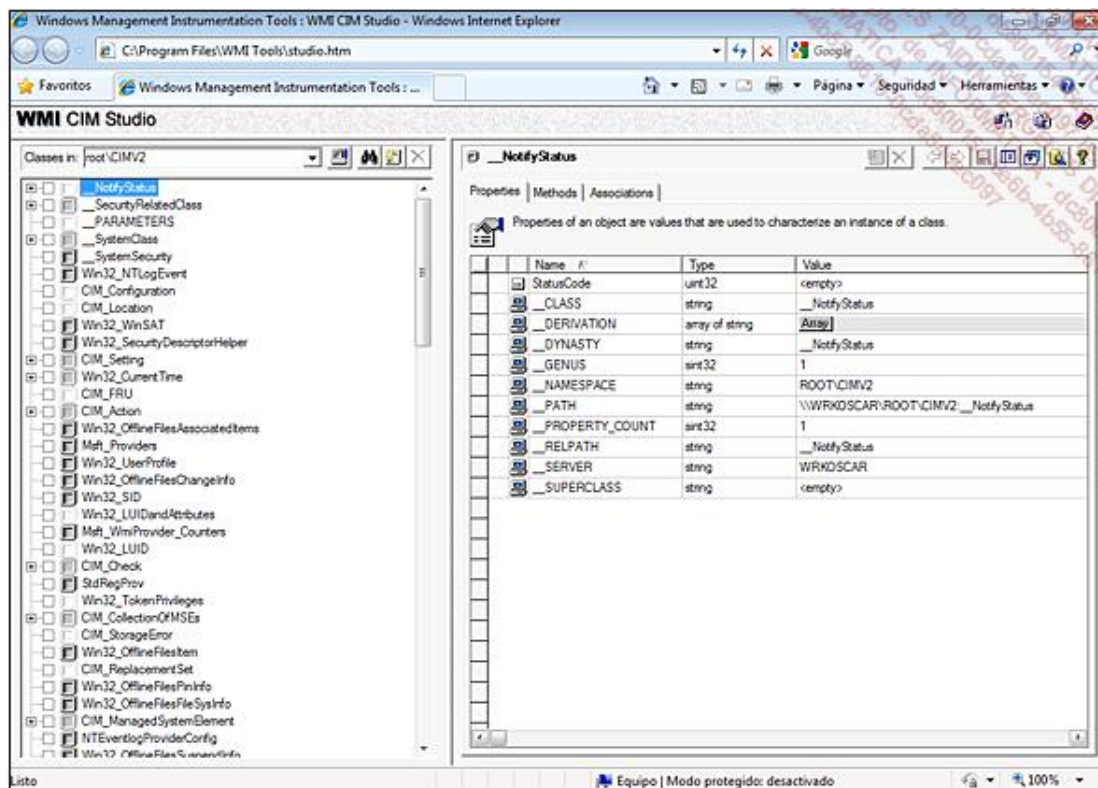 Windows Management Instrumentation Tools : WMI CIM Studio - Windows Internet Explorer
C:\Program Files\WMI Tools\studio.htm
Google
Favoritos
Windows Management Instrumentation Tools : ...
Página
Seguridad
Herramientas
WMI CIM Studio
Classes in: root\CIMV2
__NotifyStatus
__SecurityRelatedClass
__PARAMETERS
__SystemClass
__SystemSecurity
Win32_NTLogEvent
CIM_Configuration
CIM_Location
Win32_WinSAT
Win32_SecurityDescriptorHelper
CIM_Setting
Win32_CurrentTime
CIM_FRU
CIM_Action
Win32_OfflineFilesAssociatedItems
Msft_Providers
Win32_UserProfile
Win32_OfflineFilesChangeInfo
Win32_SID
Win32_LUIDandAttributes
Msft_WmiProvider_Counters
Win32_LUID
CIM_Check
StdRegProv
Win32_TokenPrivileges
CIM_CollectionOfMSEs
CIM_StorageError
Win32_OfflineFilesItem
CIM_ReplacementSet
Win32_OfflineFilesPinInfo
Win32_OfflineFilesFileSysInfo
CIM_ManagedSystemElement
NTEventlogProviderConfig
Win32_OfflineFilesSuspendInfo
__NotifyStatus
Properties | Methods | Associations |
Properties of an object are values that are used to characterize an instance of a class.
Name Type Value
StatusCode uint32 <empty>
__CLASS string __NotifyStatus
__DERIVATION array of string Array
__DYNASTY string __NotifyStatus
__GENUS sint32 1
__NAMESPACE string ROOT\CIMV2
__PATH string \\WRKOSCAR\ROOT\CIMV2:__NotifyStatus
__PROPERTY_COUNT sint32 1
__RELPATH string __NotifyStatus
__SERVER string WRKOSCAR
__SUPERCLASS string <empty>
Listo
Equipo | Modo protegido: desactivado
100%